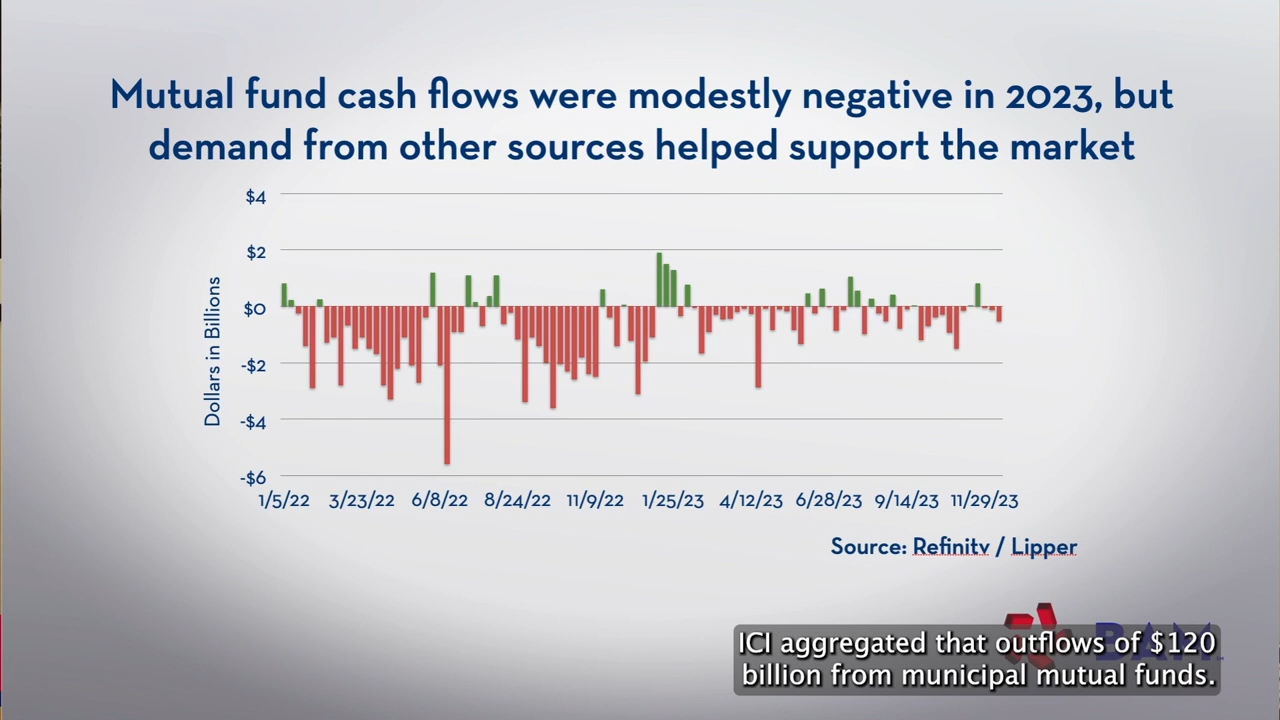 Mutual fund cash flows were modestly negative in 2023, but
demand from other sources helped support the market
Dollars in Billions
$4
$2
$0
-$2
-$4
-$6
1/5/22 3/23/22 6/8/22 8/24/22 11/9/22 1/25/23 4/12/23 6/28/23 9/14/23 11/29/23
Source: Refinitv / Lipper
BAM
ICI aggregated that outflows of $120
billion from municipal mutual funds.